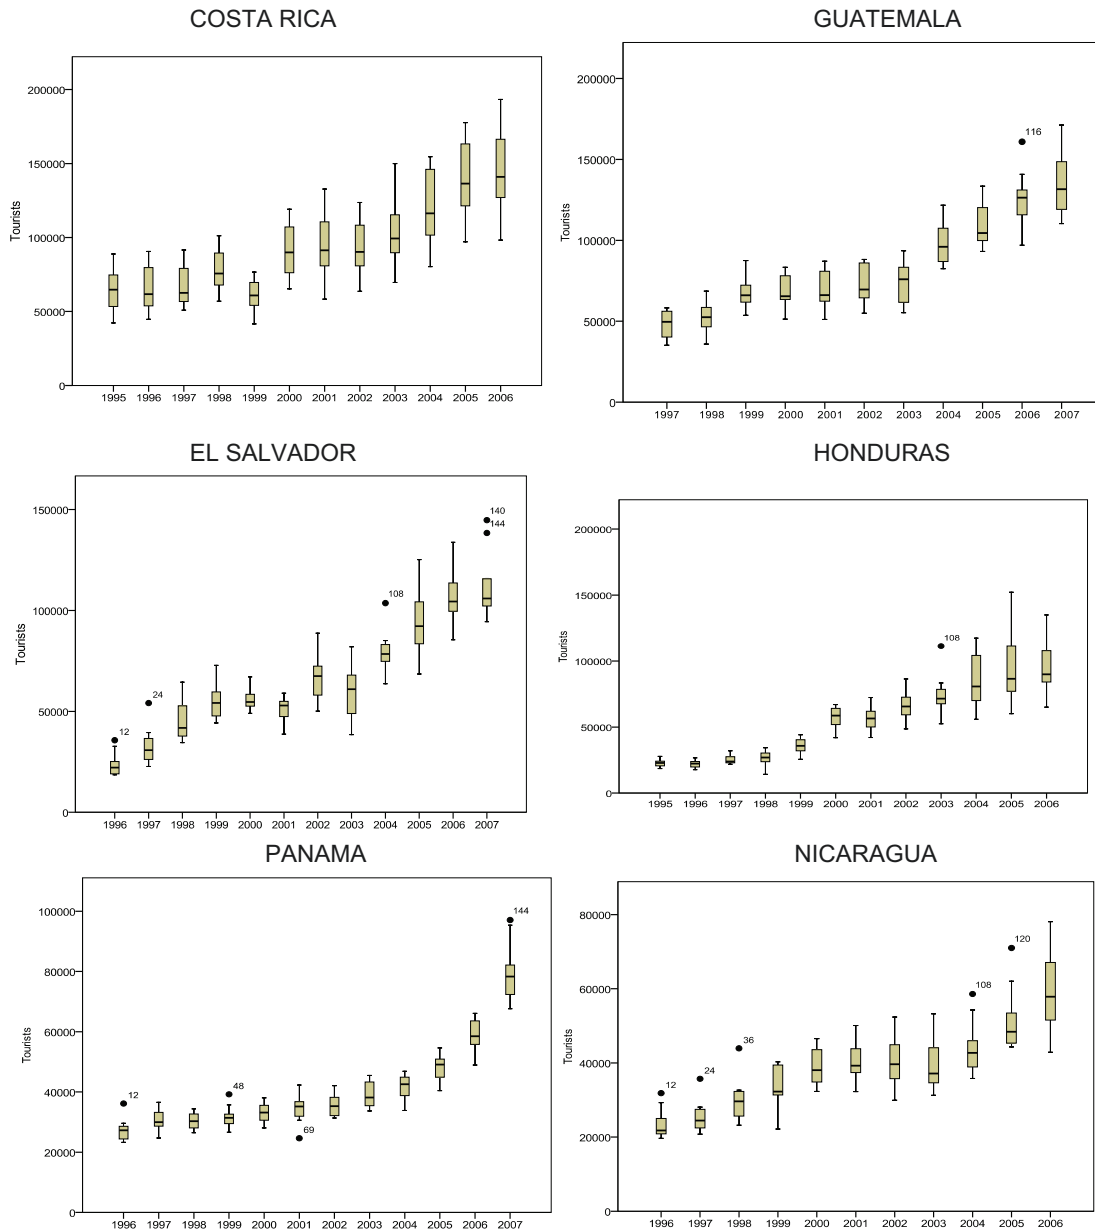 COSTA RICA
Tourists
200000
150000
100000
50000
0
1995 1996 1997 1998 1999 2000 2001 2002 2003 2004 2005 2006
GUATEMALA
Tourists
200000
150000
100000
50000
0
116
1997 1998 1999 2000 2001 2002 2003 2004 2005 2006 2007
EL SALVADOR
Tourists
150000
100000
50000
0
12
24
108
140
144
1996 1997 1998 1999 2000 2001 2002 2003 2004 2005 2006 2007
HONDURAS
Tourists
200000
150000
100000
50000
0
108
1995 1996 1997 1998 1999 2000 2001 2002 2003 2004 2005 2006
PANAMA
Tourists
100000
80000
60000
40000
20000
0
12
48
69
144
1996 1997 1998 1999 2000 2001 2002 2003 2004 2005 2006 2007
NICARAGUA
Tourists
80000
60000
40000
20000
0
12
24
36
108
120
1996 1997 1998 1999 2000 2001 2002 2003 2004 2005 2006